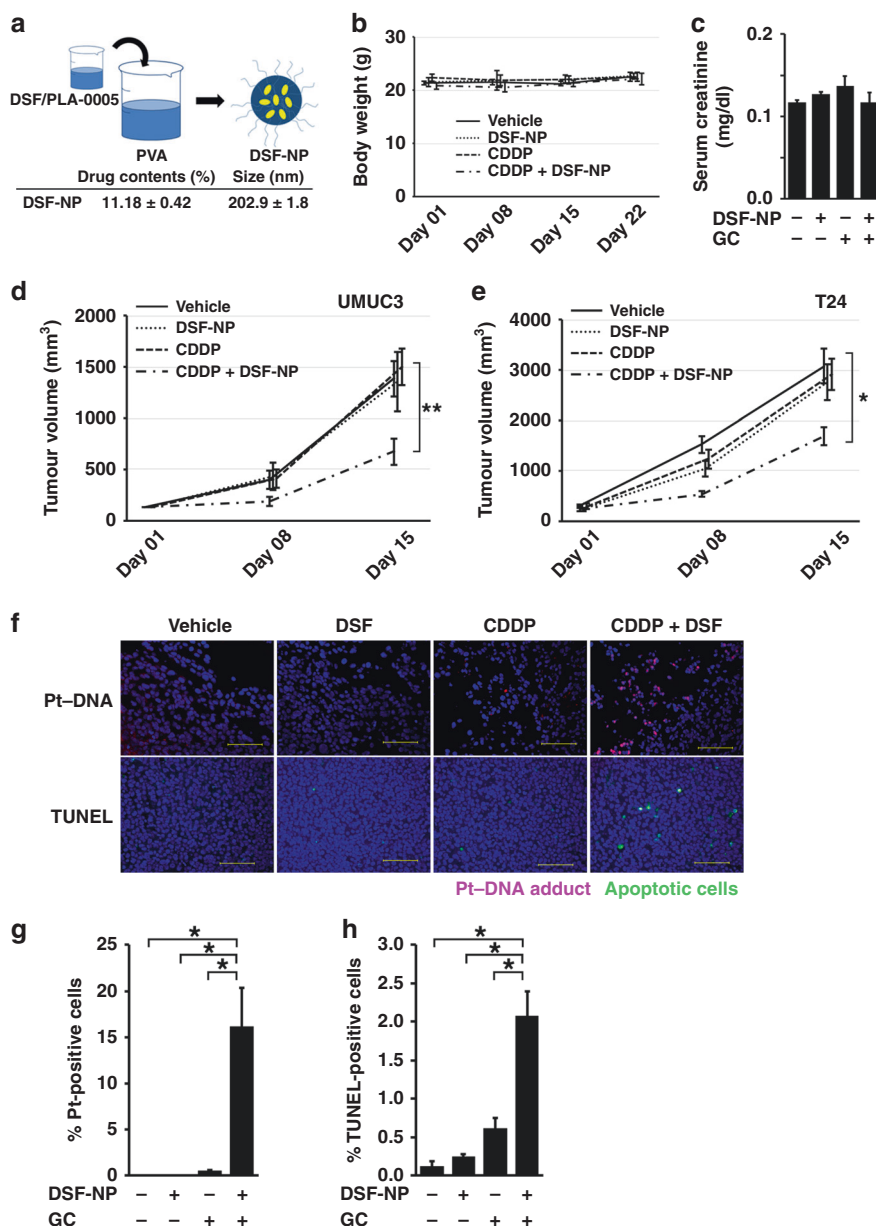 a
DSF/PLA-0005
PVA
DSF-NP
Drug contents (%) Size (nm)
DSF-NP 11.18 ± 0.42 202.9 ± 1.8
b
Body weight (g)
30
20
10
0
Vehicle
DSF-NP
CDDP
CDDP + DSF-NP
Day 01 Day 08 Day 15 Day 22
c
Serum creatinine (mg/dl)
0.2
0.1
0.0
DSF-NP – + – +
GC – – + +
d
UMUC3
Tumour volume (mm³)
2000
1500
1000
500
0
Vehicle
DSF-NP
CDDP
CDDP + DSF-NP
**
Day 01 Day 08 Day 15
e
T24
Tumour volume (mm³)
4000
3000
2000
1000
0
Vehicle
DSF-NP
CDDP
CDDP + DSF-NP
*
Day 01 Day 08 Day 15
f
Vehicle DSF CDDP CDDP + DSF
Pt–DNA
TUNEL
Pt–DNA adduct Apoptotic cells
g
% Pt-positive cells
25
20
15
10
5
0
*
*
*
DSF-NP – + – +
GC – – + +
h
% TUNEL-positive cells
3.0
2.5
2.0
1.5
1.0
0.5
0.0
*
*
*
DSF-NP – + – +
GC – – + +